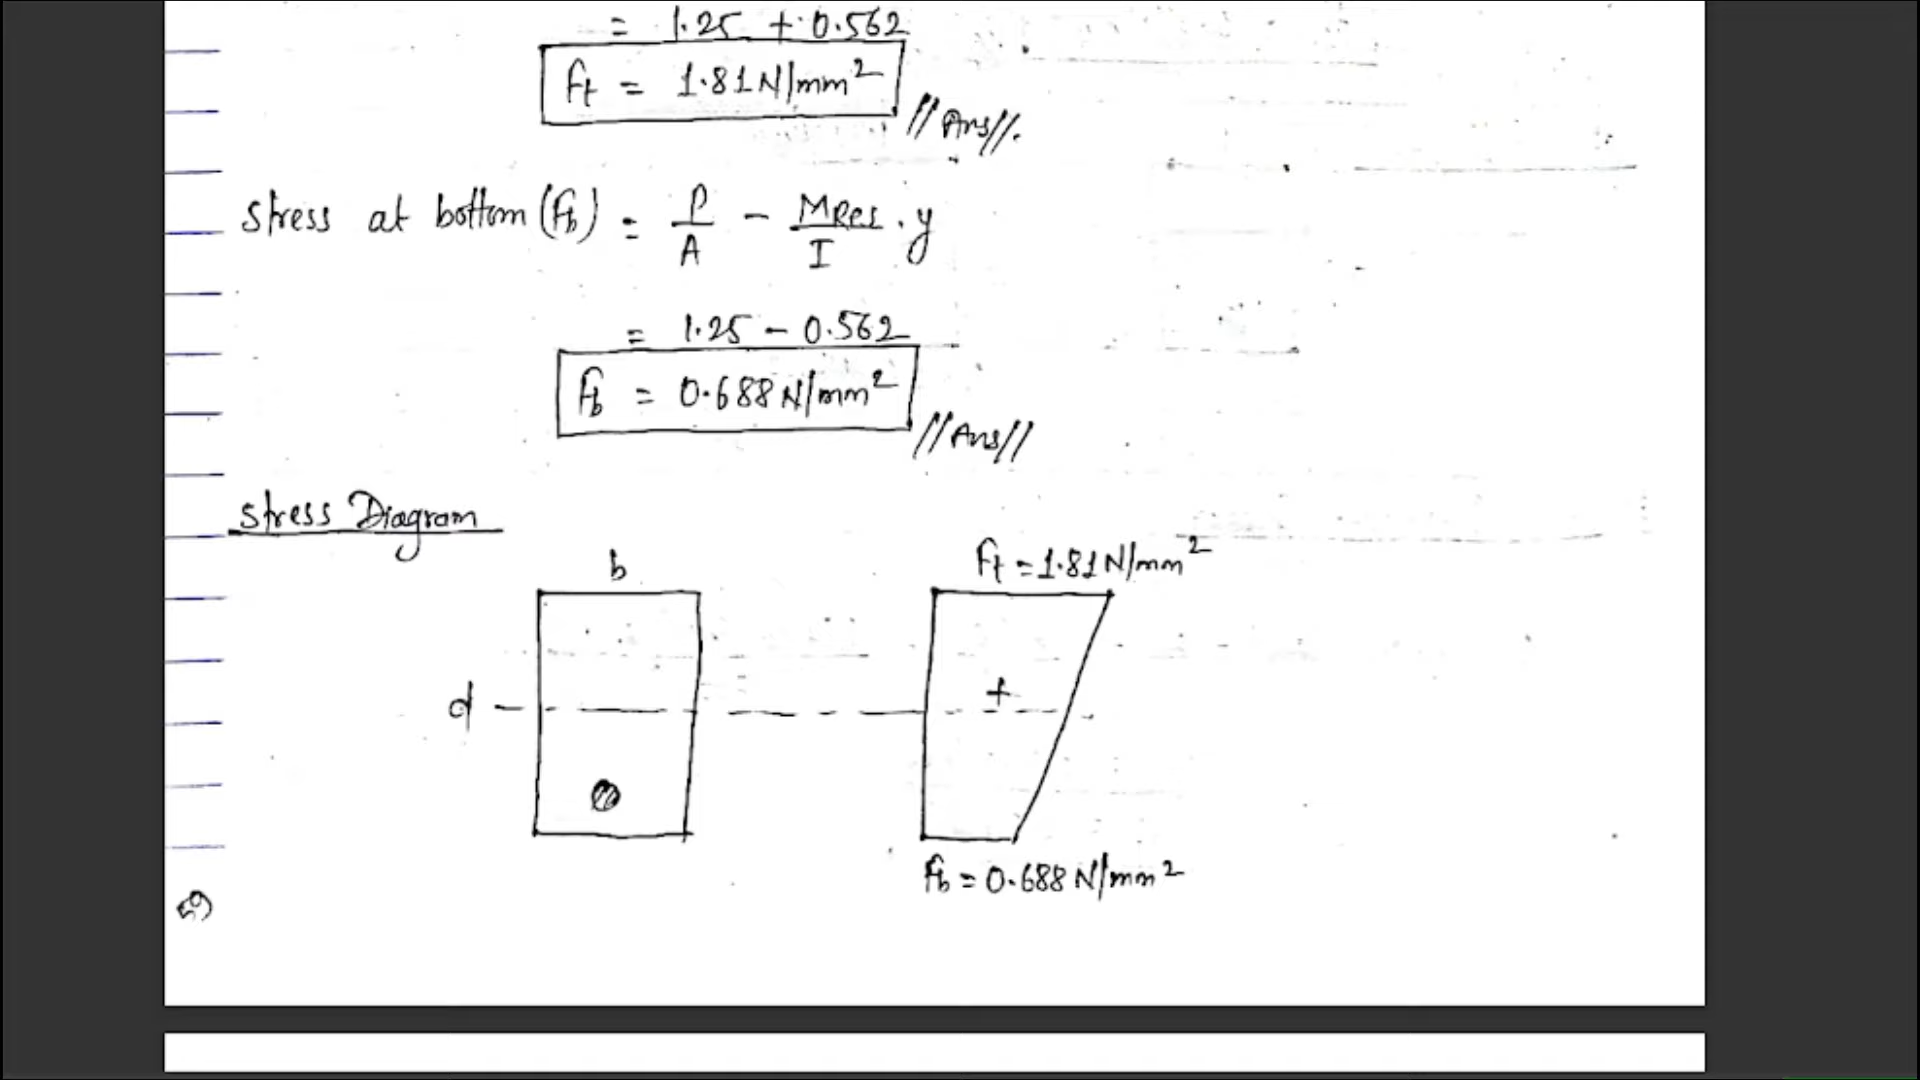 = 1.25 + 0.562
ft = 1.81 N/mm² //Ans//.
Stress at bottom (fb) = P/A - MRes/I . y
= 1.25 - 0.562
fb = 0.688 N/mm² //Ans//
Stress Diagram
b
ft = 1.81 N/mm²
d
+
fb = 0.688 N/mm²
59